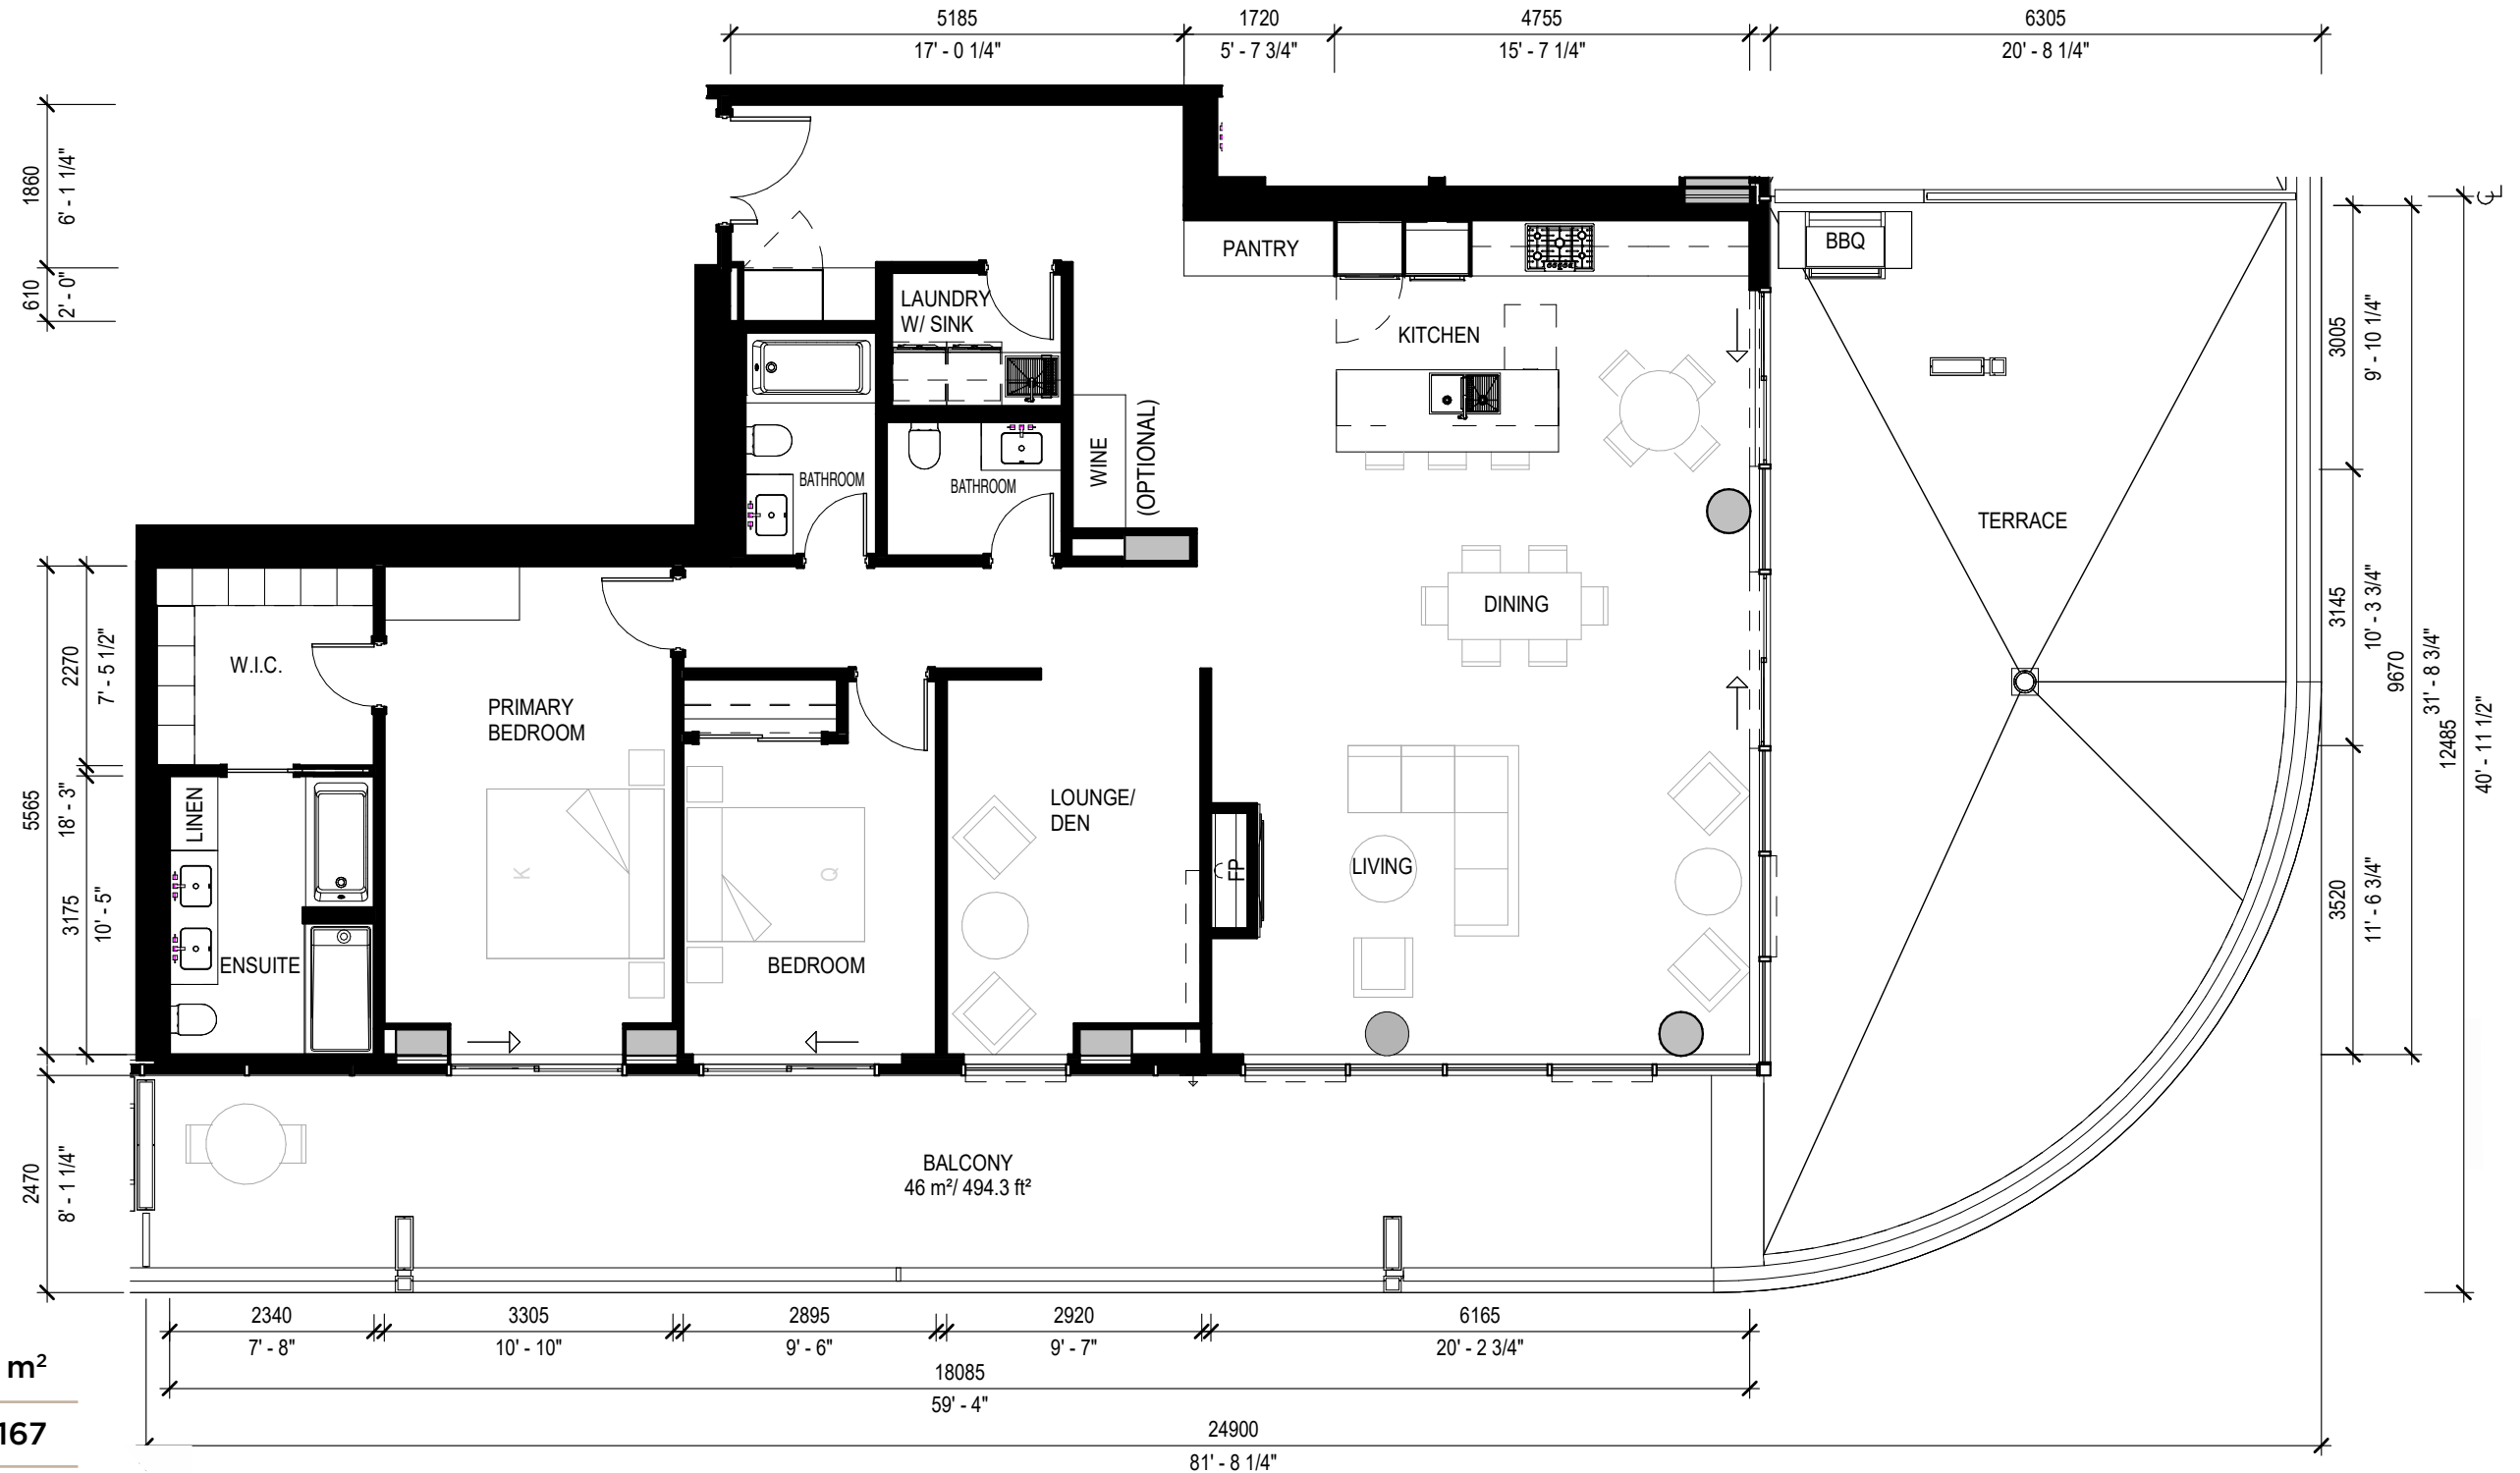 5185
17' - 0 1/4"
1720
5' - 7 3/4"
4755
15' - 7 1/4"
6305
20' - 8 1/4"
1860
6' - 1 1/4"
610
2' - 0"
PANTRY
BBQ
LAUNDRY
W/ SINK
KITCHEN
BATHROOM
BATHROOM
WINE
(OPTIONAL)
TERRACE
DINING
W.I.C.
PRIMARY
BEDROOM
LINEN
LOUNGE/
DEN
K
Q
FP
LIVING
ENSUITE
BEDROOM
5565
18' - 3"
2270
7' - 5 1/2"
3175
10' - 5"
2470
8' - 1 1/4"
3005
9' - 10 1/4"
3145
10' - 3 3/4"
3520
11' - 6 3/4"
9670
31' - 8 3/4"
12485
40' - 11 1/2"
BALCONY
46 m²/ 494.3 ft²
2340
7' - 8"
3305
10' - 10"
2895
9' - 6"
2920
9' - 7"
6165
20' - 2 3/4"
18085
59' - 4"
24900
81' - 8 1/4"
m²
167